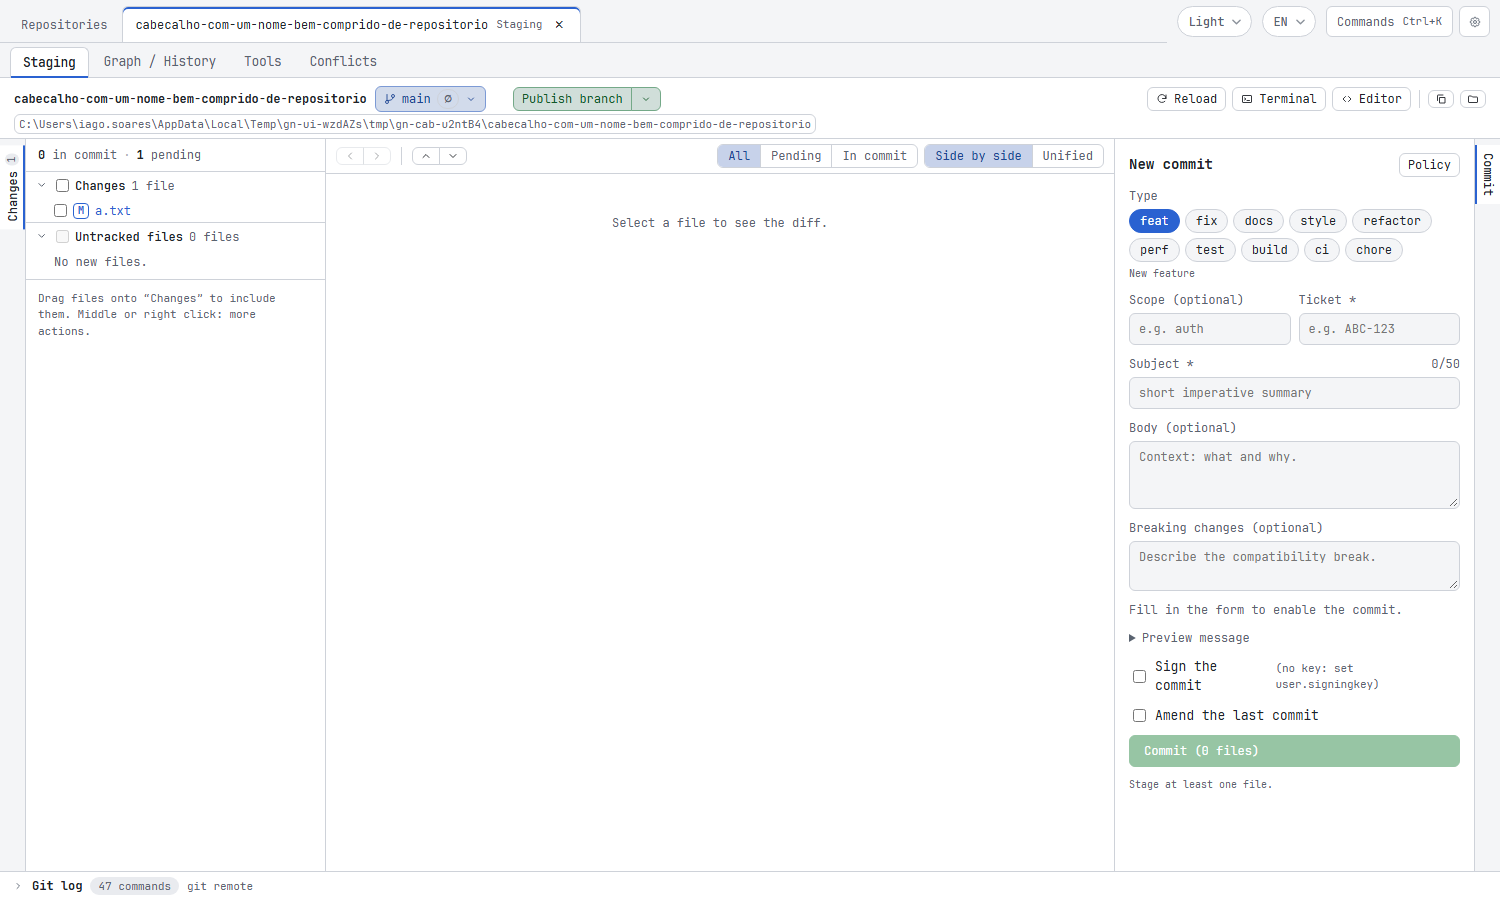 Repositories
cabecalho-com-um-nome-bem-comprido-de-repositorio Staging ×
Light
EN
Commands Ctrl+K
Staging
Graph / History
Tools
Conflicts
cabecalho-com-um-nome-bem-comprido-de-repositorio
main
Publish branch
Reload
Terminal
Editor
C:\Users\iago.soares\AppData\Local\Temp\gn-ui-wzdAZs\tmp\gn-cab-u2ntB4\cabecalho-com-um-nome-bem-comprido-de-repositorio
Changes 1
0 in commit · 1 pending
Changes 1 file
M a.txt
Untracked files 0 files
No new files.
Drag files onto “Changes” to include
them. Middle or right click: more
actions.
All
Pending
In commit
Side by side
Unified
Select a file to see the diff.
New commit
Policy
Type
feat
fix
docs
style
refactor
perf
test
build
ci
chore
New feature
Scope (optional)
Ticket *
e.g. auth
e.g. ABC-123
Subject *
0/50
short imperative summary
Body (optional)
Context: what and why.
Breaking changes (optional)
Describe the compatibility break.
Fill in the form to enable the commit.
Preview message
Sign the
commit
(no key: set
user.signingkey)
Amend the last commit
Commit (0 files)
Stage at least one file.
Commit
Git log 47 commands git remote